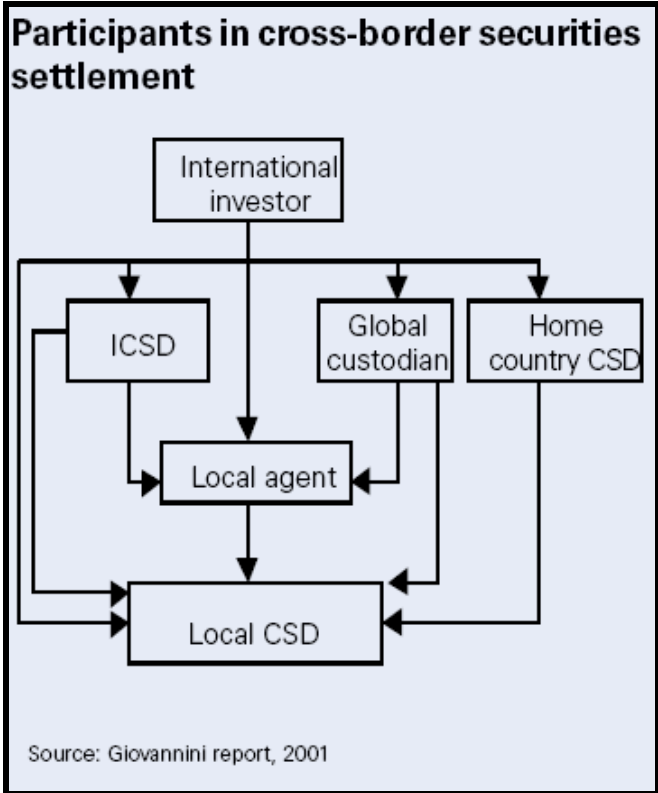 Participants in cross-border securities
settlement
International
investor
ICSD
Global
custodian
Home
country CSD
Local agent
Local CSD
Source: Giovannini report, 2001